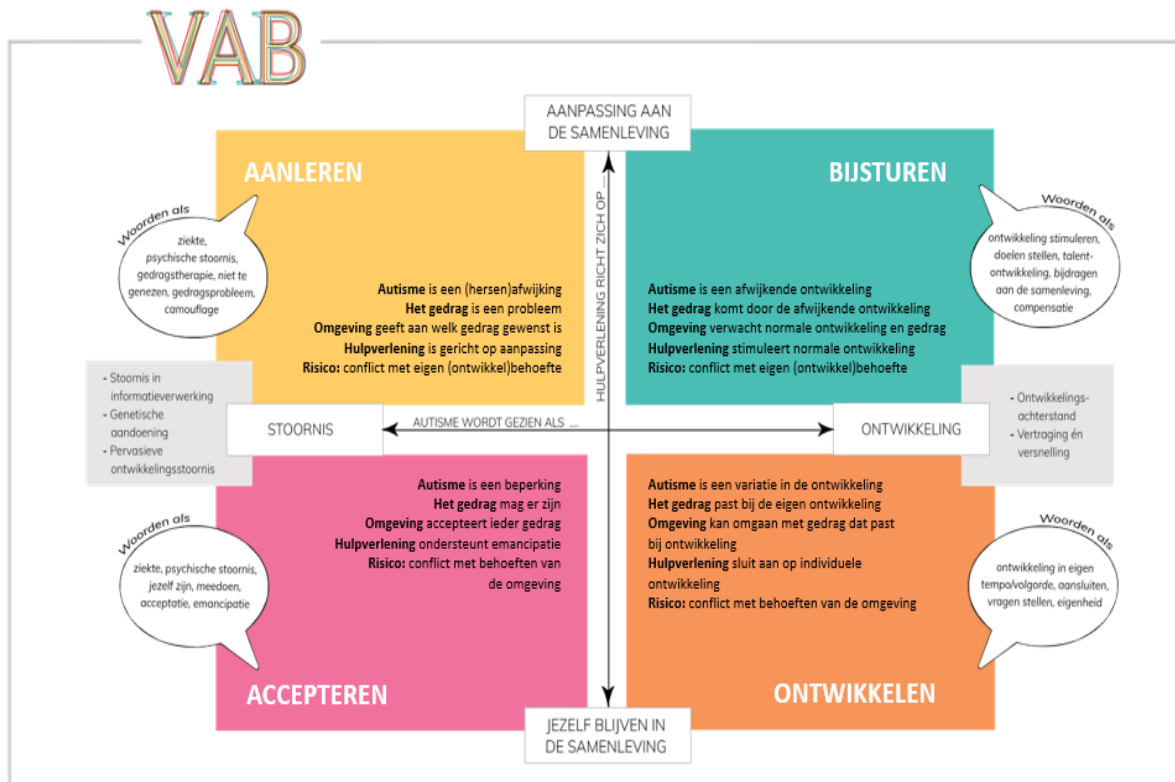 VAB
AANPASSING AAN
DE SAMENLEVING
AANLEREN
Woorden als
ziekte,
psychische stoornis,
gedragstherapie, niet te
genezen, gedragsprobleem,
camouflage
Autisme is een (hersen)afwijking
Het gedrag is een probleem
Omgeving geeft aan welk gedrag gewenst is
Hulpverlening is gericht op aanpassing
Risico: conflict met eigen (ontwikkel)behoefte
HULPVERLENING RICHT ZICH OP ....
BIJSTUREN
Woorden als
ontwikkeling stimuleren,
doelen stellen, talent-
ontwikkeling, bijdragen
aan de samenleving,
compensatie
Autisme is een afwijkende ontwikkeling
Het gedrag komt door de afwijkende ontwikkeling
Omgeving verwacht normale ontwikkeling en gedrag
Hulpverlening stimuleert normale ontwikkeling
Risico: conflict met eigen (ontwikkel)behoefte
- Stoornis in
informatieverwerking
- Genetische
aandoening
- Pervasieve
ontwikkelingsstoornis
STOORNIS
AUTISME WORDT GEZIEN ALS ....
ONTWIKKELING
- Ontwikkelings-
achterstand
- Vertraging én
versnelling
Autisme is een beperking
Het gedrag mag er zijn
Omgeving accepteert ieder gedrag
Hulpverlening ondersteunt emancipatie
Risico: conflict met behoeften van
de omgeving
Woorden als
ziekte, psychische stoornis,
jezelf zijn, meedoen,
acceptatie, emancipatie
ACCEPTEREN
Autisme is een variatie in de ontwikkeling
Het gedrag past bij de eigen ontwikkeling
Omgeving kan omgaan met gedrag dat past
bij ontwikkeling
Hulpverlening sluit aan op individuele
ontwikkeling
Risico: conflict met behoeften van de omgeving
Woorden als
ontwikkeling in eigen
tempo/volgorde, aansluiten,
vragen stellen, eigenheid
ONTWIKKELEN
JEZELF BLIJVEN IN
DE SAMENLEVING